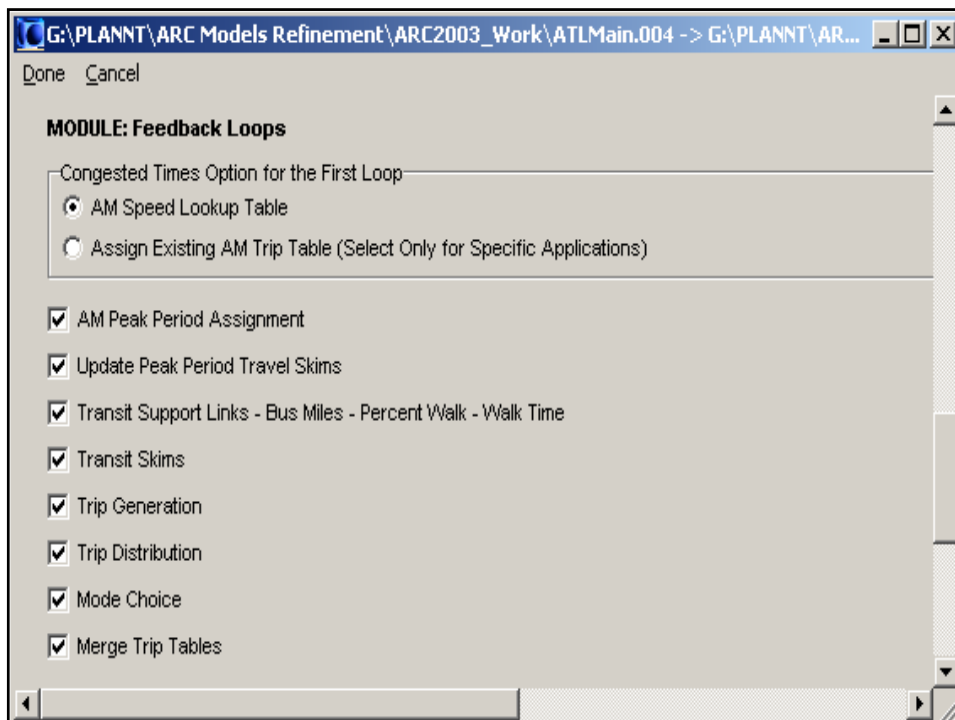 G:\PLANNT\ARC Models Refinement\ARC2003_Work\ATLMain.004 -> G:\PLANNT\AR...
Done Cancel
MODULE: Feedback Loops
Congested Times Option for the First Loop
AM Speed Lookup Table
Assign Existing AM Trip Table (Select Only for Specific Applications)
AM Peak Period Assignment
Update Peak Period Travel Skims
Transit Support Links - Bus Miles - Percent Walk - Walk Time
Transit Skims
Trip Generation
Trip Distribution
Mode Choice
Merge Trip Tables